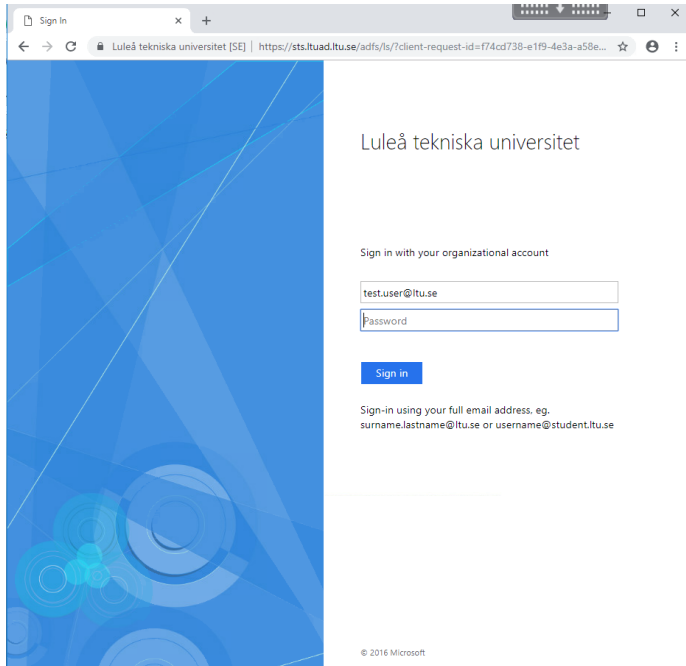 Sign In
Luleå tekniska universitet [SE] | https://sts.ltuad.ltu.se/adfs/ls/?client-request-id=f74cd738-e1f9-4e3a-a58e...
Luleå tekniska universitet
Sign in with your organizational account
test.user@ltu.se
Password
Sign in
Sign-in using your full email address, eg.
surname.lastname@ltu.se or username@student.ltu.se
© 2016 Microsoft